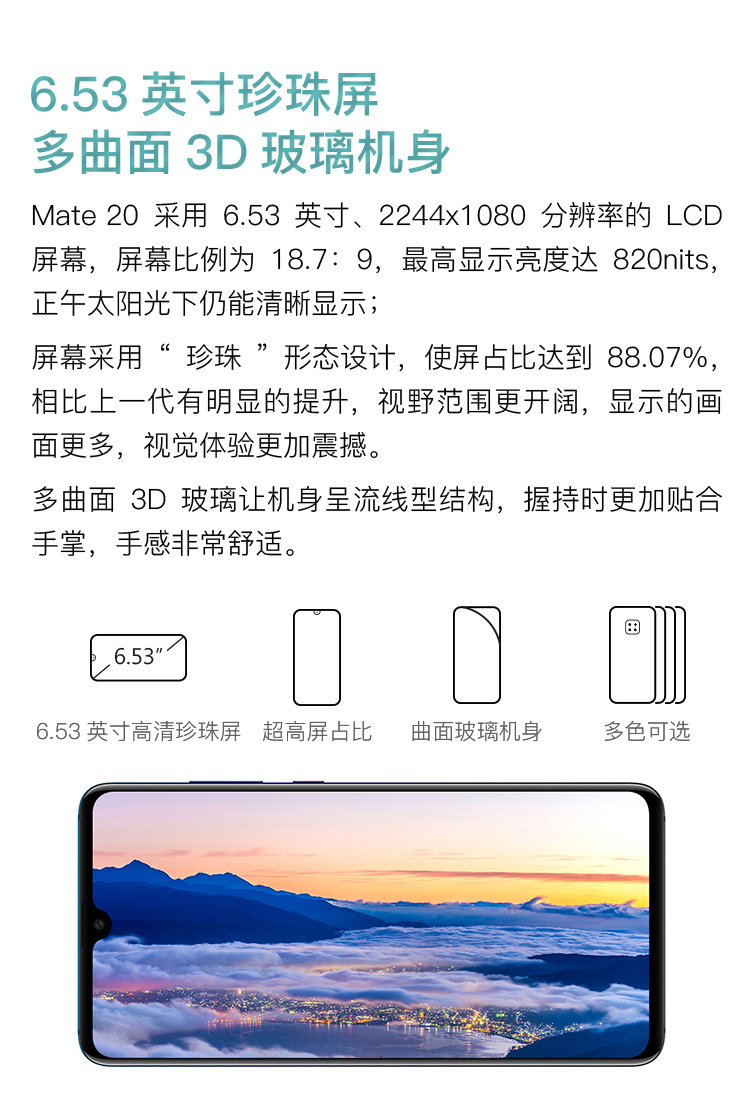 6.53 英寸珍珠屏
多曲面 3D 玻璃机身
Mate 20 采用 6.53 英寸、2244x1080 分辨率的 LCD
屏幕，屏幕比例为 18.7：9，最高显示亮度达 820nits，
正午太阳光下仍能清晰显示；
屏幕采用 “ 珍珠 ” 形态设计，使屏占比达到 88.07%，
相比上一代有明显的提升，视野范围更开阔，显示的画
面更多，视觉体验更加震撼。
多曲面 3D 玻璃让机身呈流线型结构，握持时更加贴合
手掌，手感非常舒适。
6.53″
6.53 英寸高清珍珠屏 超高屏占比 曲面玻璃机身 多色可选